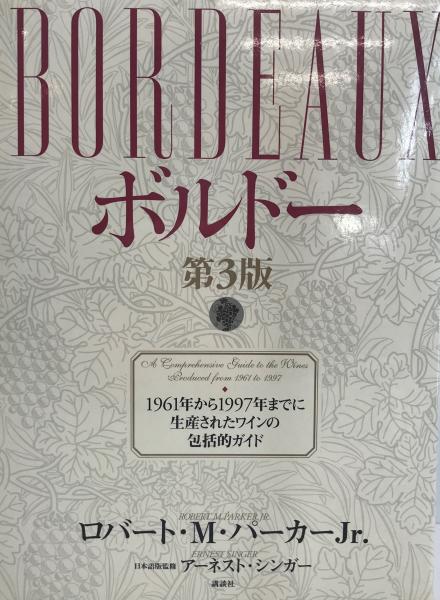 BORDEAUX
ボルドー
第3版
A Comprehensive Guide to the Wines
Produced from 1961 to 1997
1961年から1997年までに
生産されたワインの
包括的ガイド
ROBERT M.PARKER,JR.
ロバート・M・パーカーJr.
ERNEST SINGER
日本語版監修 アーネスト・シンガー
講談社